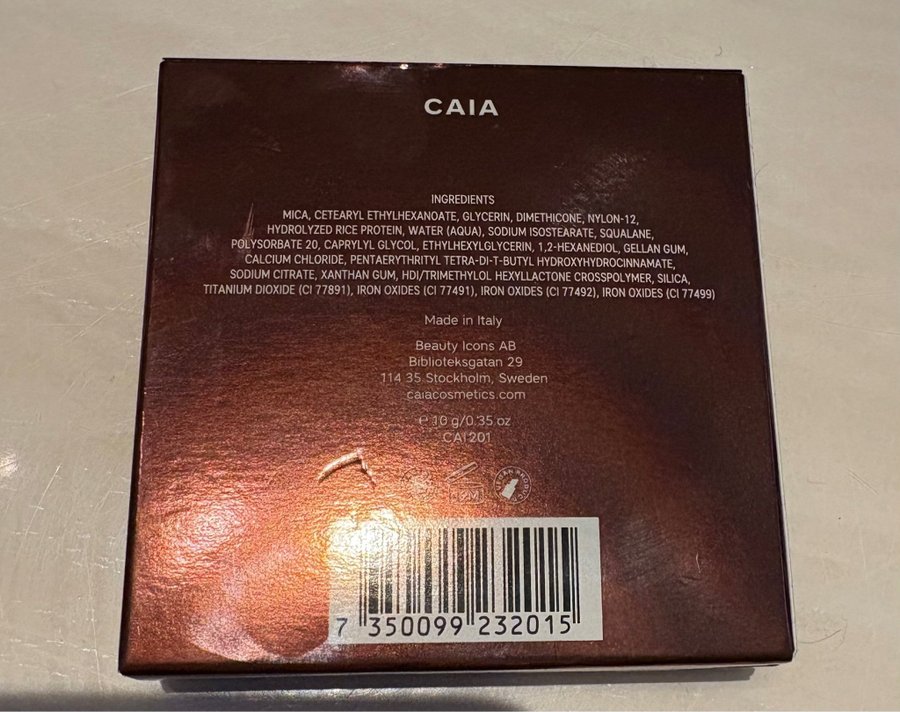 CAIA
INGREDIENTS
MICA, CETEARYL ETHYLHEXANOATE, GLYCERIN, DIMETHICONE, NYLON-12,
HYDROLYZED RICE PROTEIN, WATER (AQUA), SODIUM ISOSTEARATE, SQUALANE,
POLYSORBATE 20, CAPRYLYL GLYCOL, ETHYLHEXYLGLYCERIN, 1,2-HEXANEDIOL, GELLAN GUM,
CALCIUM CHLORIDE, PENTAERYTHRITYL TETRA-DI-T-BUTYL HYDROXYHYDROCINNAMATE,
SODIUM CITRATE, XANTHAN GUM, HDI/TRIMETHYLOL HEXYLLACTONE CROSSPOLYMER, SILICA,
TITANIUM DIOXIDE (CI 77891), IRON OXIDES (CI 77491), IRON OXIDES (CI 77492), IRON OXIDES (CI 77499)
Made in Italy
Beauty Icons AB
Biblioteksgatan 29
114 35 Stockholm, Sweden
caiacosmetics.com
℮ 10 g/0.35 oz
CAI201
7 350099 232015